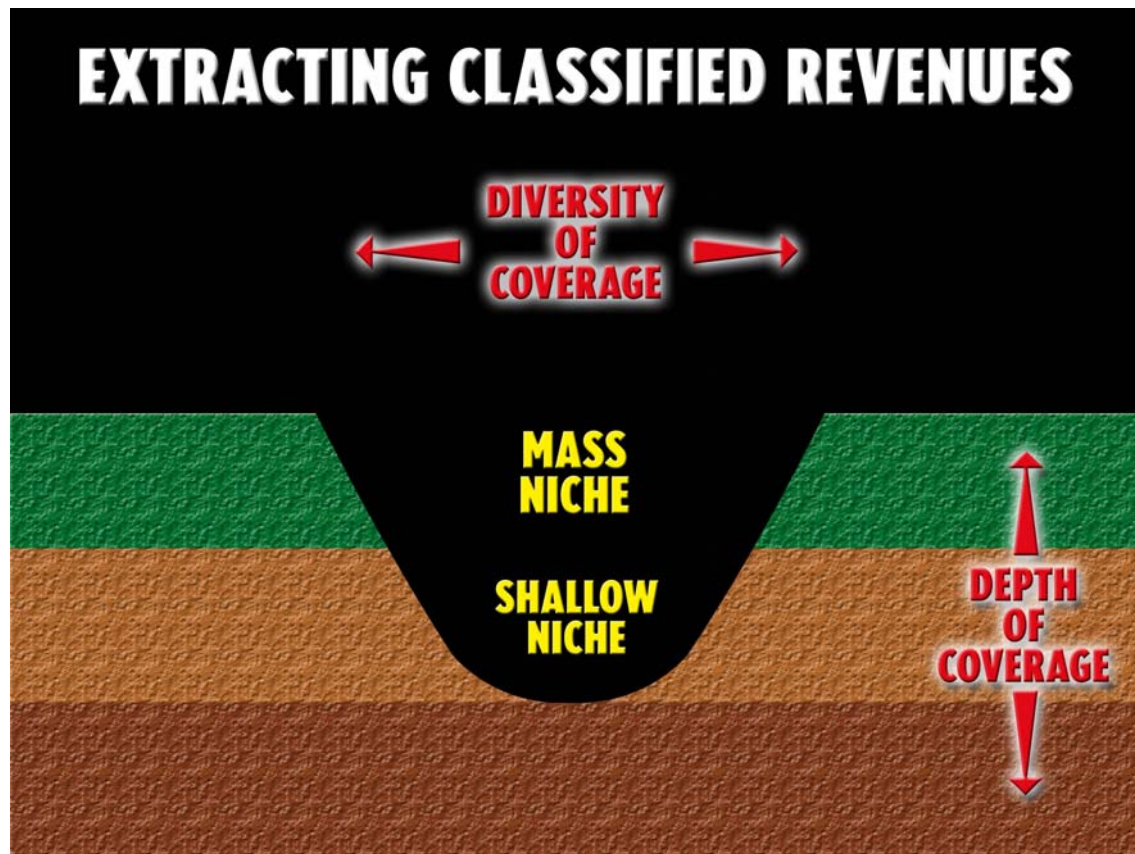 EXTRACTING CLASSIFIED REVENUES
DIVERSITY
OF
COVERAGE
MASS
NICHE
SHALLOW
NICHE
DEPTH
OF
COVERAGE